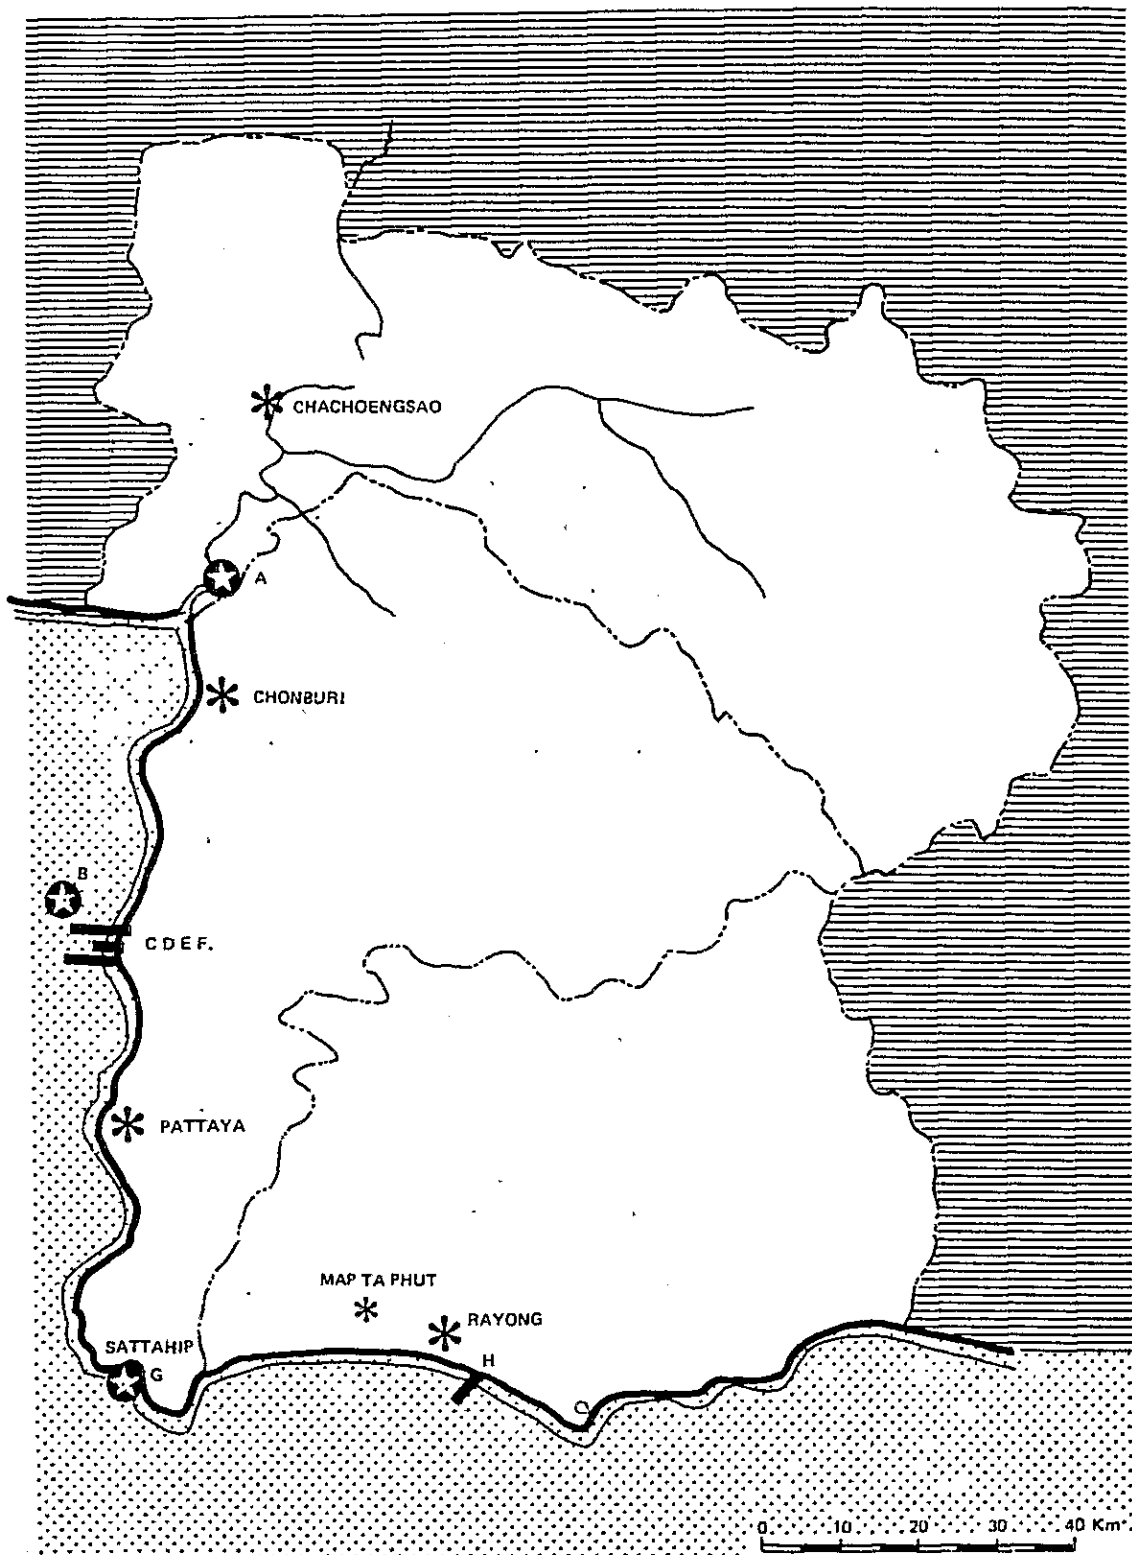 CHACHOENGSAO
A
CHONBURI
B
C D E F.
PATTAYA
MAP TA PHUT
RAYONG
SATTAHIP
G
H
0 10 20 30 40 Km.